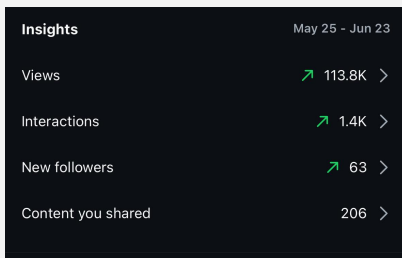 Insights May 25 - Jun 23
Views 113.8K
Interactions 1.4K
New followers 63
Content you shared 206